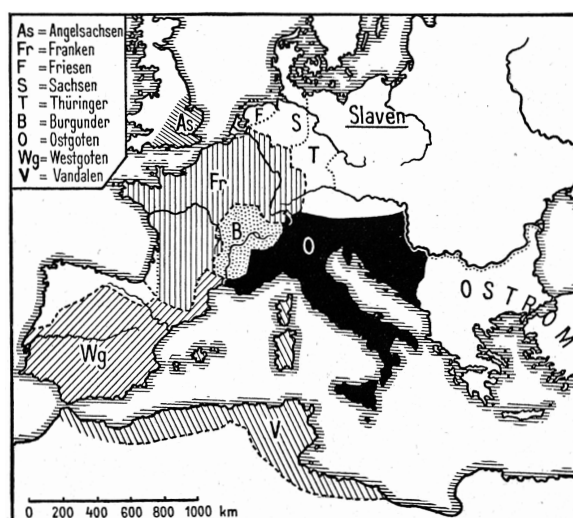 As = Angelsachsen
Fr = Franken
F = Friesen
S = Sachsen
T = Thüringer
B = Burgunder
O = Ostgoten
Wg = Westgoten
V = Vandalen
As
F
S
Slaven
T
Fr
B
O
OSTROM
Wg
V
0 200 400 600 800 1000
km